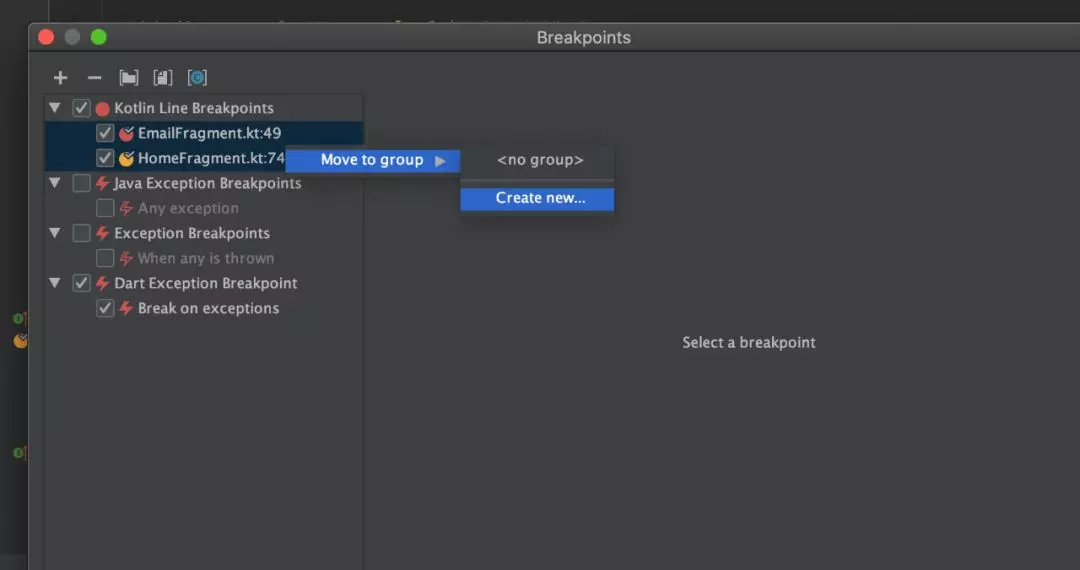 Breakpoints
Kotlin Line Breakpoints
EmailFragment.kt:49
HomeFragment.kt:74
Move to group
<no group>
Create new...
Java Exception Breakpoints
Any exception
Exception Breakpoints
When any is thrown
Dart Exception Breakpoint
Break on exceptions
Select a breakpoint